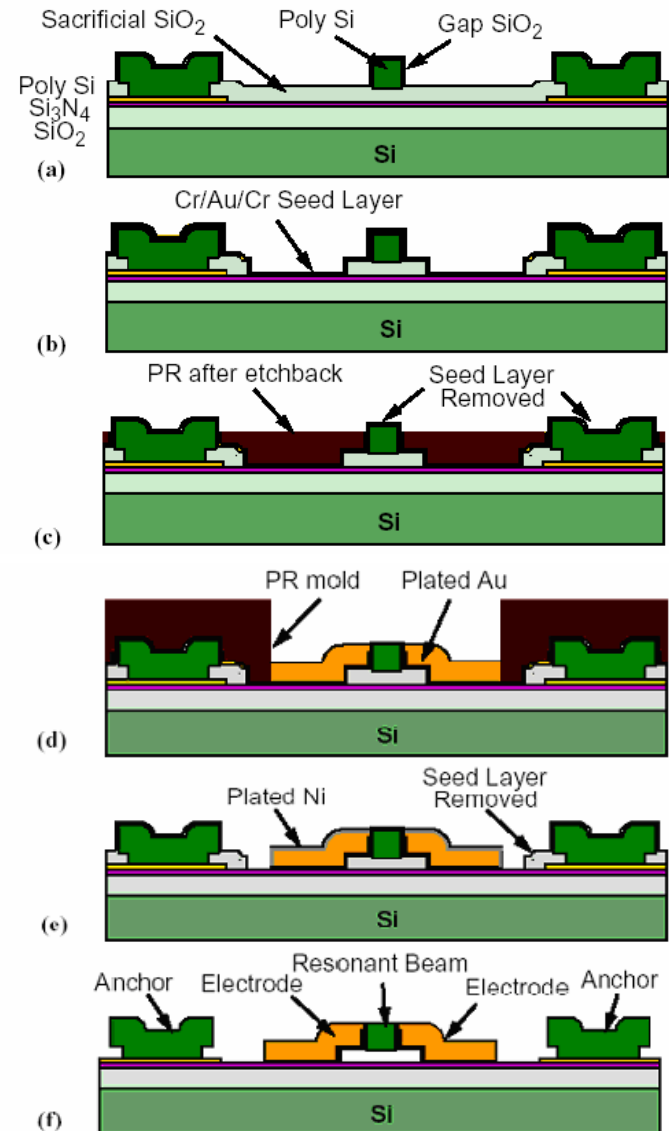 Sacrificial SiO2
Poly Si
Gap SiO2
Poly Si
Si3N4
SiO2
Si
(a)
Cr/Au/Cr Seed Layer
Si
(b)
PR after etchback
Seed Layer
Removed
Si
(c)
PR mold
Plated Au
Si
(d)
Plated Ni
Seed Layer
Removed
Si
(e)
Resonant Beam
Anchor
Electrode
Electrode
Anchor
Si
(f)